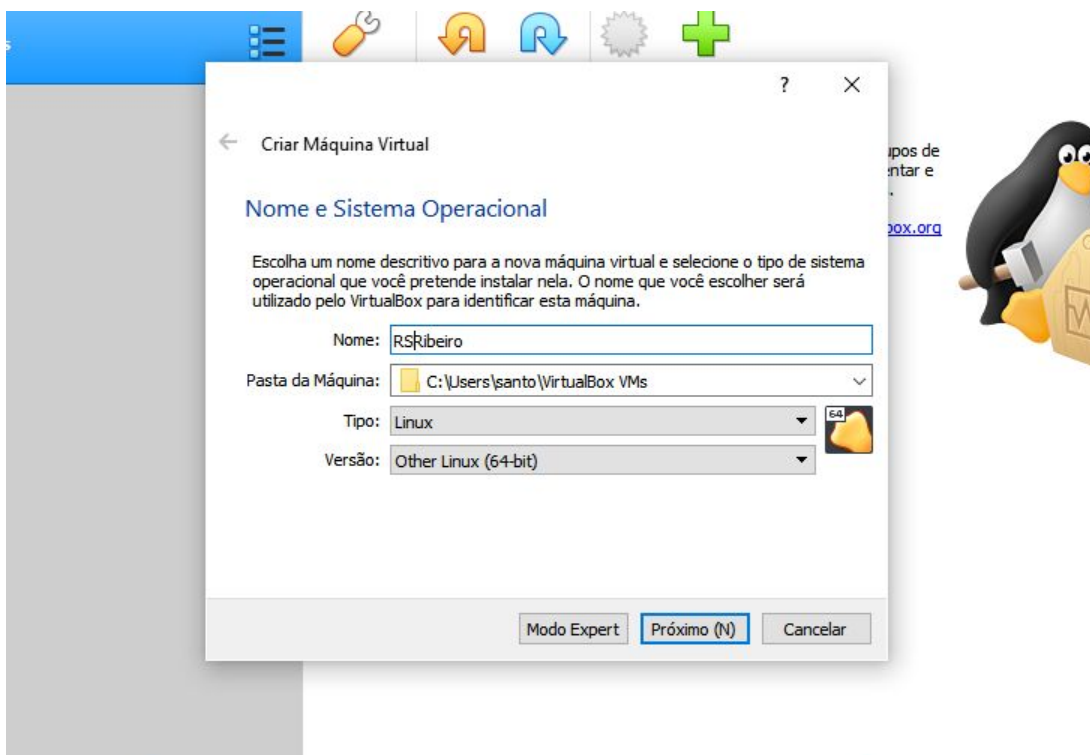 s
?
Criar Máquina Virtual
upos de
entar e
.
box.org
Nome e Sistema Operacional
Escolha um nome descritivo para a nova máquina virtual e selecione o tipo de sistema
operacional que você pretende instalar nela. O nome que você escolher será
utilizado pelo VirtualBox para identificar esta máquina.
Nome: RSRibeiro
Pasta da Máquina: C:\Users\santo\VirtualBox VMs
Tipo: Linux
64
Versão: Other Linux (64-bit)
Modo Expert Próximo (N) Cancelar